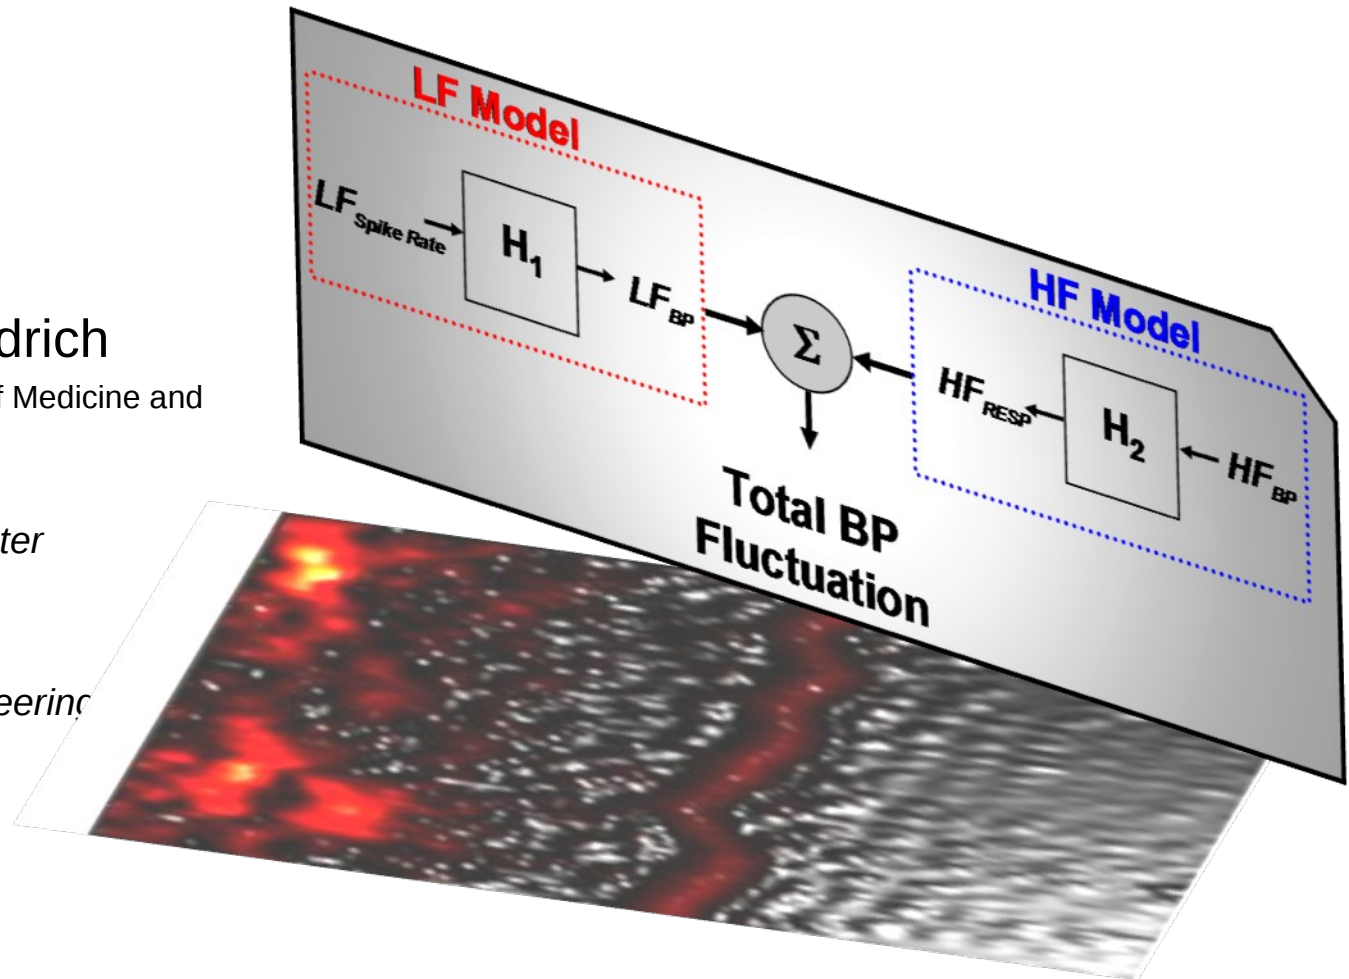 LF Model
LF Spike Rate
H1
LF BP
Σ
HF Model
HF RESP
H2
HF BP
Total BP
Fluctuation
drich
f Medicine and
ter
eering